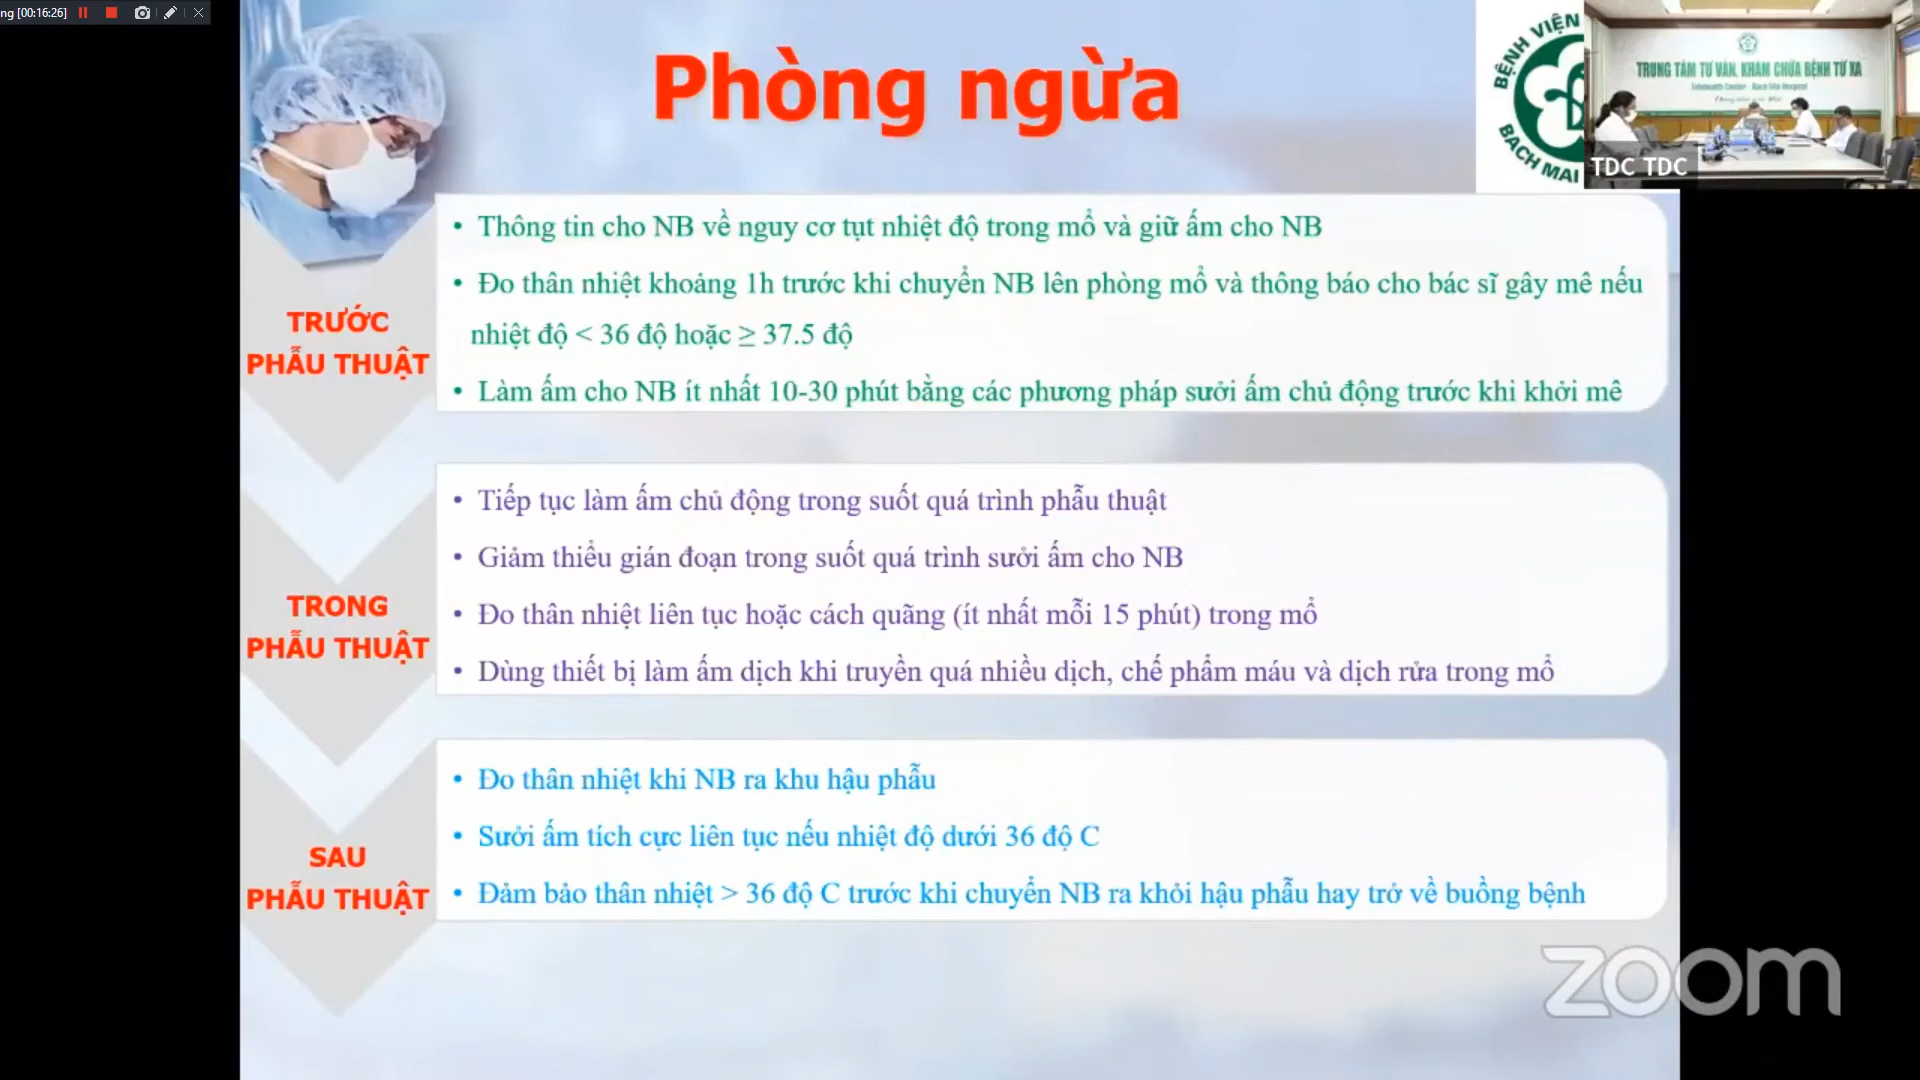 ng [00:16:26]
Phòng ngừa
BỆNH VIỆN
BẠCH MAI
TRUNG TÂM TƯ VẤN, KHÁM CHỮA BỆNH TỪ XA
Telehealth Center - Bach Mai Hospital
TDC TDC
TRƯỚC
PHẪU THUẬT
• Thông tin cho NB về nguy cơ tụt nhiệt độ trong mổ và giữ ấm cho NB
• Đo thân nhiệt khoảng 1h trước khi chuyển NB lên phòng mổ và thông báo cho bác sĩ gây mê nếu
nhiệt độ < 36 độ hoặc ≥ 37.5 độ
• Làm ấm cho NB ít nhất 10-30 phút bằng các phương pháp sưởi ấm chủ động trước khi khởi mê
TRONG
PHẪU THUẬT
• Tiếp tục làm ấm chủ động trong suốt quá trình phẫu thuật
• Giảm thiểu gián đoạn trong suốt quá trình sưởi ấm cho NB
• Đo thân nhiệt liên tục hoặc cách quãng (ít nhất mỗi 15 phút) trong mổ
• Dùng thiết bị làm ấm dịch khi truyền quá nhiều dịch, chế phẩm máu và dịch rửa trong mổ
SAU
PHẪU THUẬT
• Đo thân nhiệt khi NB ra khu hậu phẫu
• Sưởi ấm tích cực liên tục nếu nhiệt độ dưới 36 độ C
• Đảm bảo thân nhiệt > 36 độ C trước khi chuyển NB ra khỏi hậu phẫu hay trở về buồng bệnh
zoom